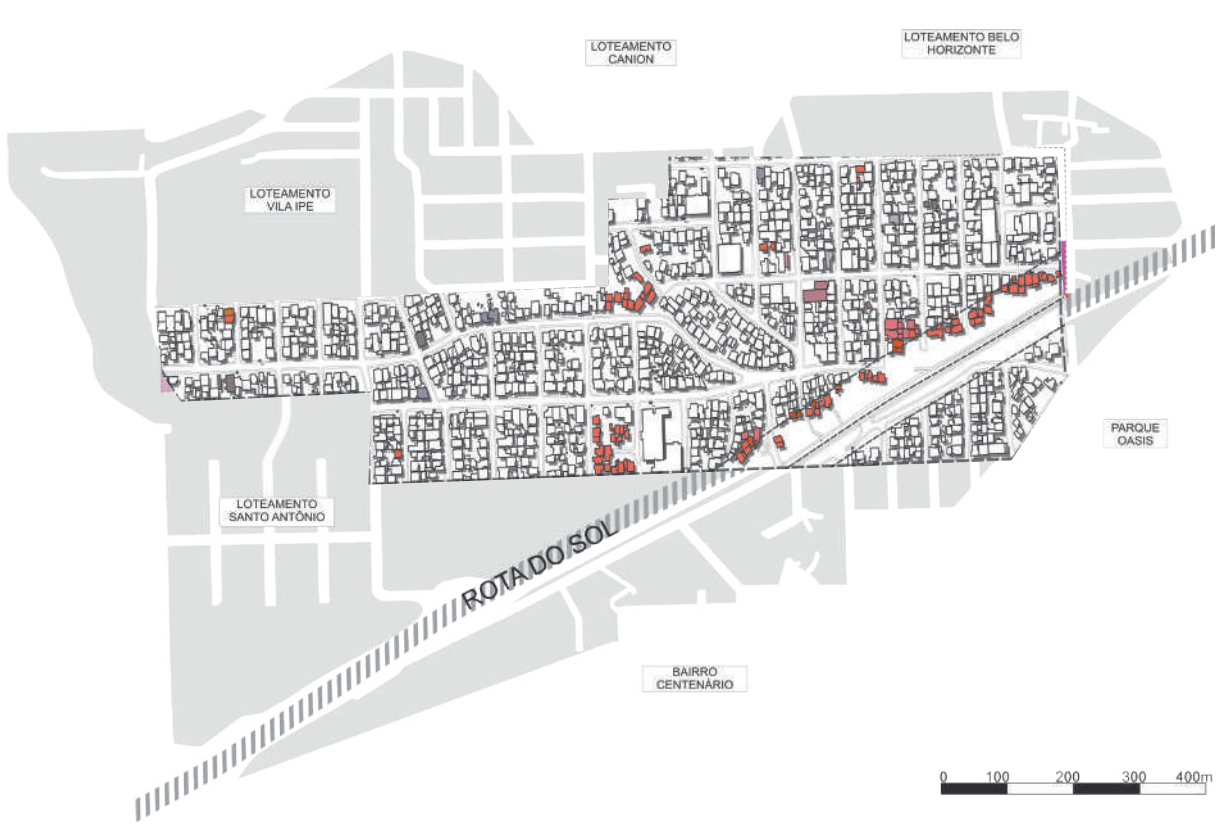 LOTEAMENTO BELO
HORIZONTE
LOTEAMENTO
CANION
LOTEAMENTO
VILA IPE
PARQUE
OASIS
LOTEAMENTO
SANTO ANTÔNIO
ROTA DO SOL
BAIRRO
CENTENÁRIO
0 100 200 300 400m